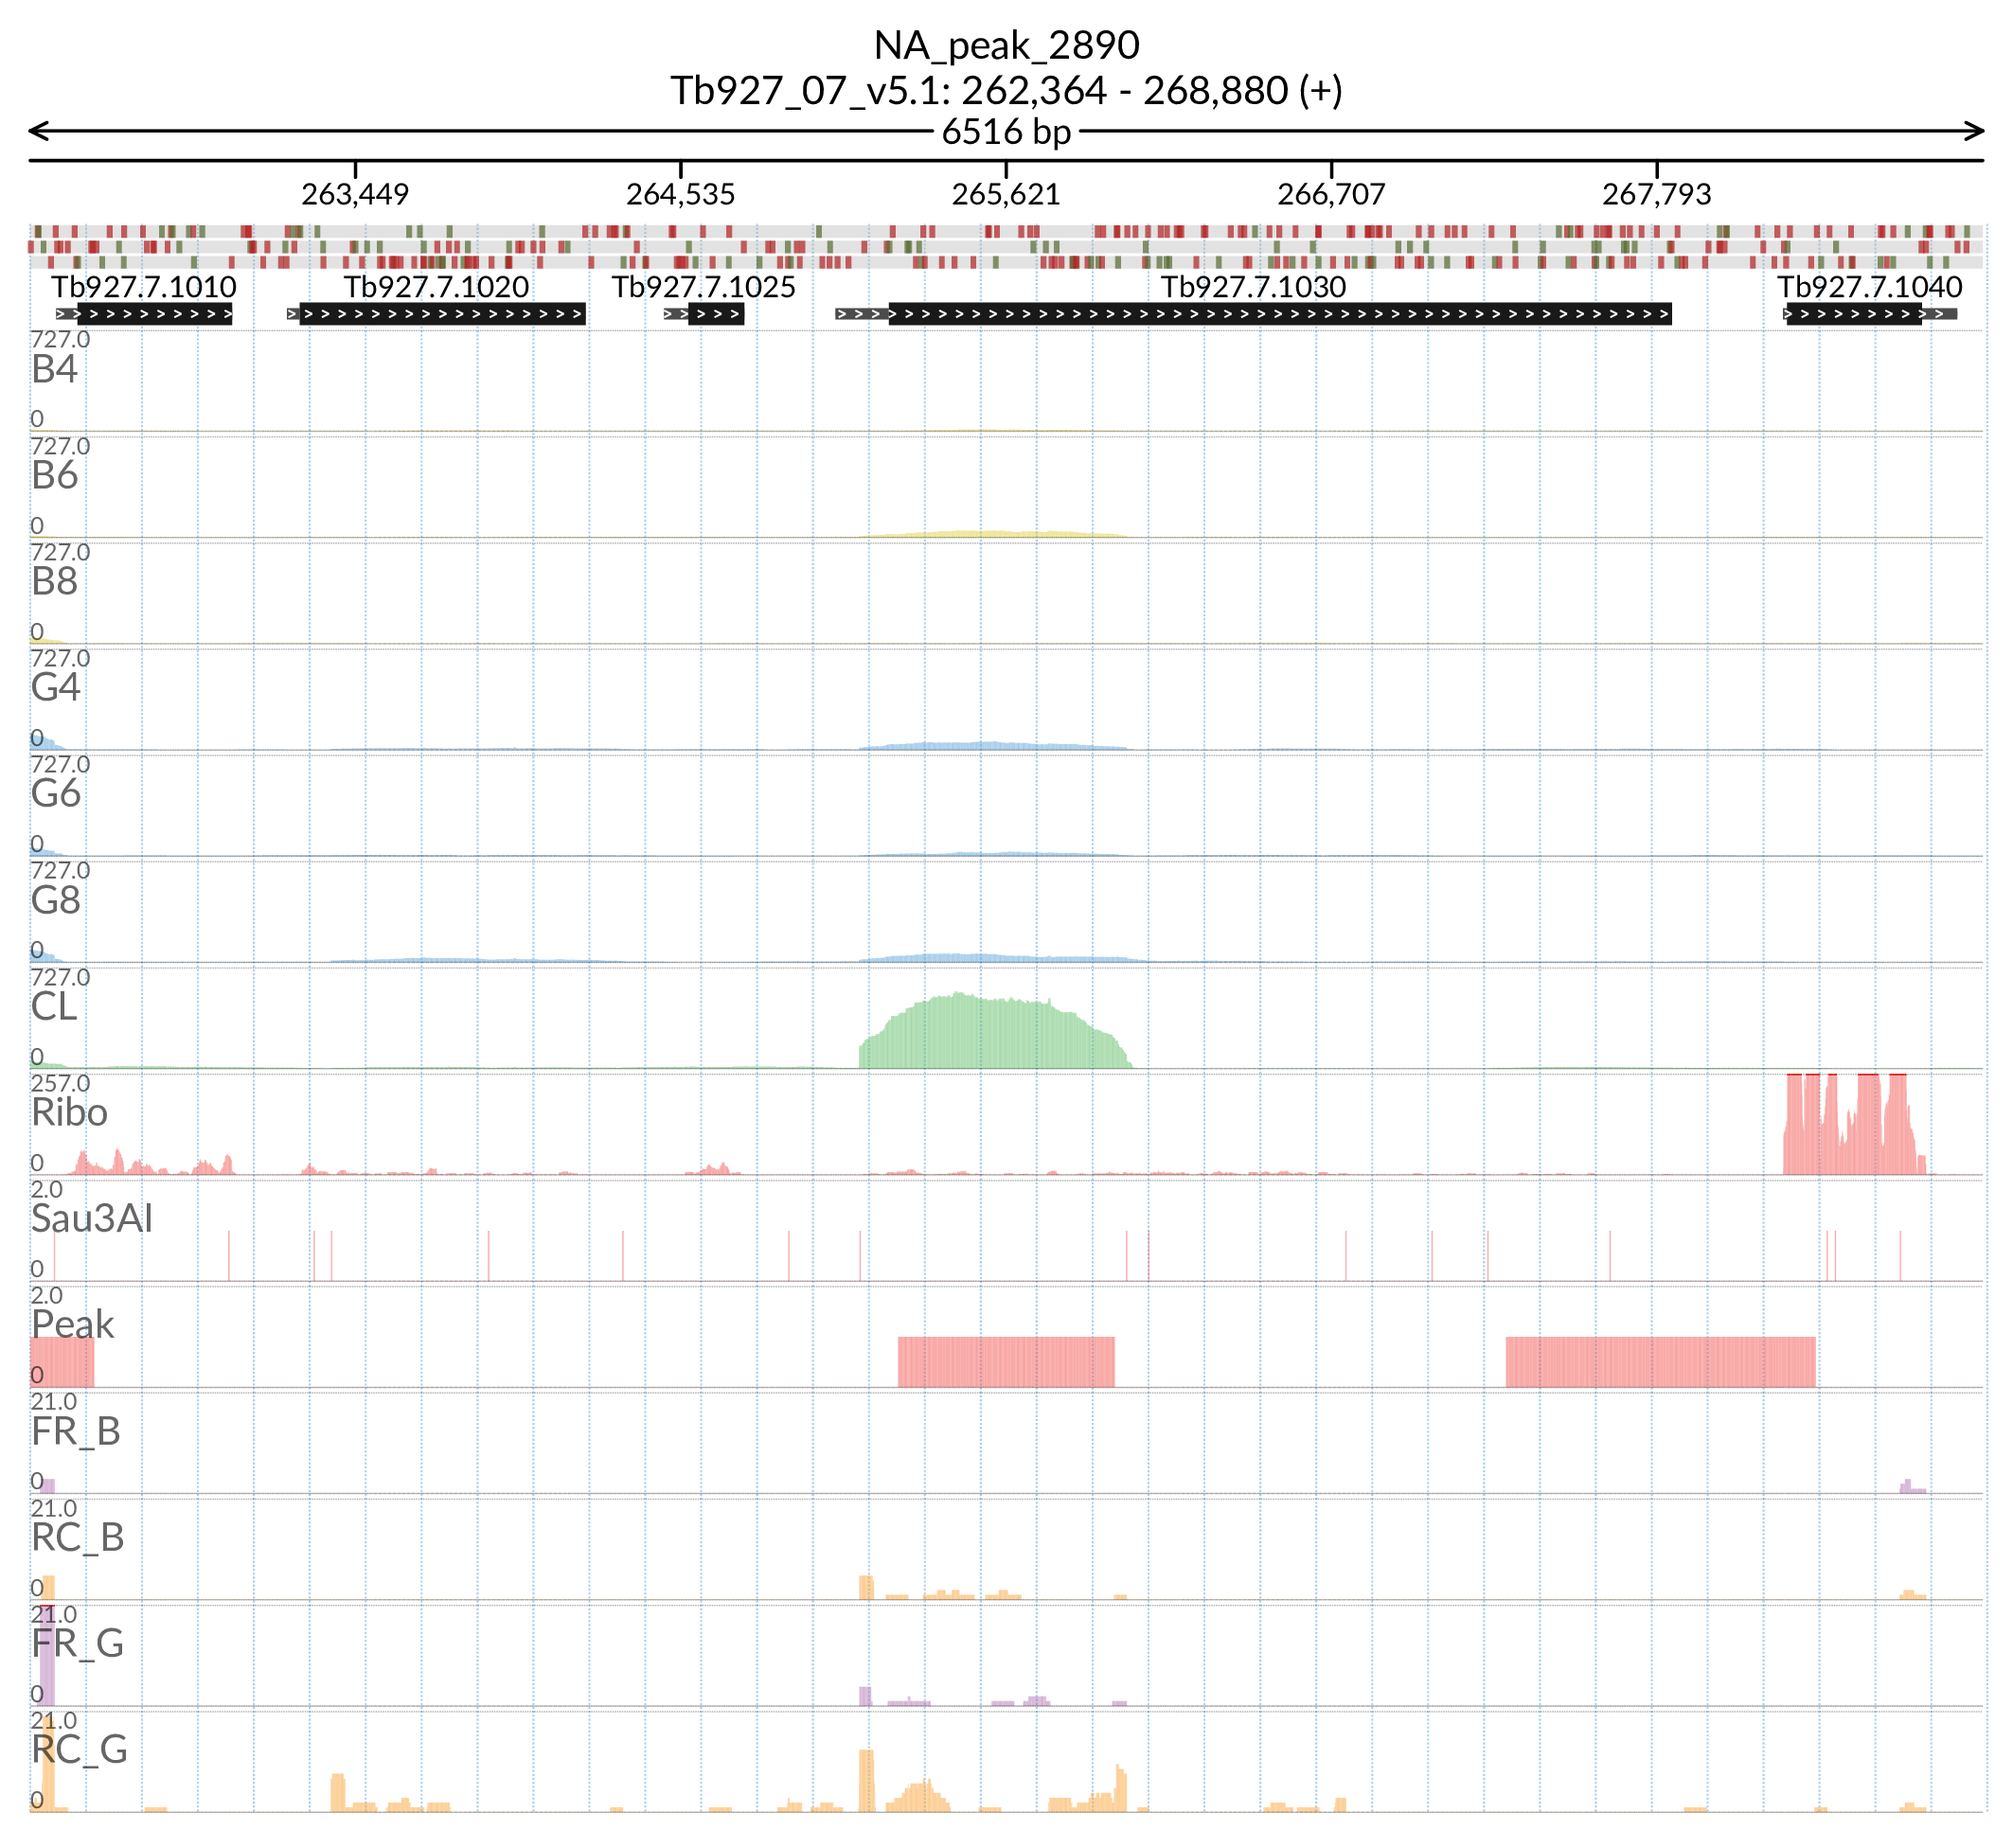 NA_peak_2890
Tb927_07_v5.1: 262,364 - 268,880 (+)
6516 bp
263,449 264,535 265,621 266,707 267,793
Tb927.7.1010 Tb927.7.1020 Tb927.7.1025 Tb927.7.1030 Tb927.7.1040
727.0
B4
0
727.0
B6
0
727.0
B8
0
727.0
G4
0
727.0
G6
0
727.0
G8
0
727.0
CL
0
257.0
Ribo
0
2.0
Sau3AI
0
2.0
Peak
0
21.0
FR_B
0
21.0
RC_B
0
21.0
FR_G
0
21.0
RC_G
0